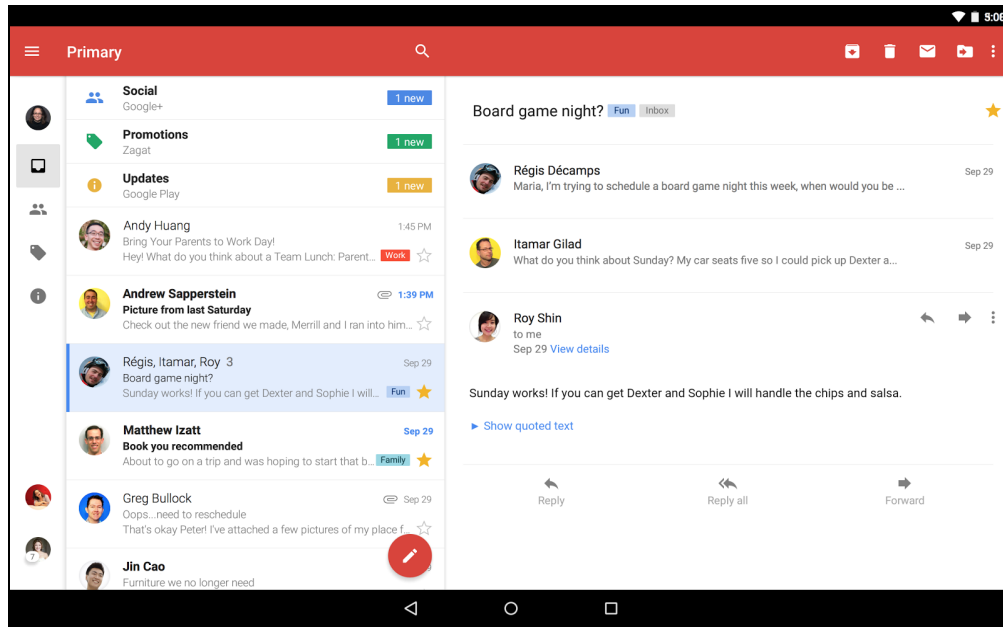 5:06
Primary
Social
Google+
1 new
Promotions
Zagat
1 new
Updates
Google Play
1 new
Andy Huang
1:45 PM
Bring Your Parents to Work Day!
Hey! What do you think about a Team Lunch: Parent...
Work
Andrew Sapperstein
1:39 PM
Picture from last Saturday
Check out the new friend we made, Merrill and I ran into him...
Régis, Itamar, Roy 3
Sep 29
Board game night?
Sunday works! If you can get Dexter and Sophie I will...
Fun
Matthew Izatt
Sep 29
Book you recommended
About to go on a trip and was hoping to start that b...
Family
Greg Bullock
Sep 29
Oops...need to reschedule
That's okay Peter! I've attached a few pictures of my place f...
Jin Cao
Furniture we no longer need
7
Board game night?
Fun
Inbox
Régis Décamps
Sep 29
Maria, I'm trying to schedule a board game night this week, when would you be ...
Itamar Gilad
Sep 29
What do you think about Sunday? My car seats five so I could pick up Dexter a...
Roy Shin
to me
Sep 29 View details
Sunday works! If you can get Dexter and Sophie I will handle the chips and salsa.
► Show quoted text
Reply
Reply all
Forward